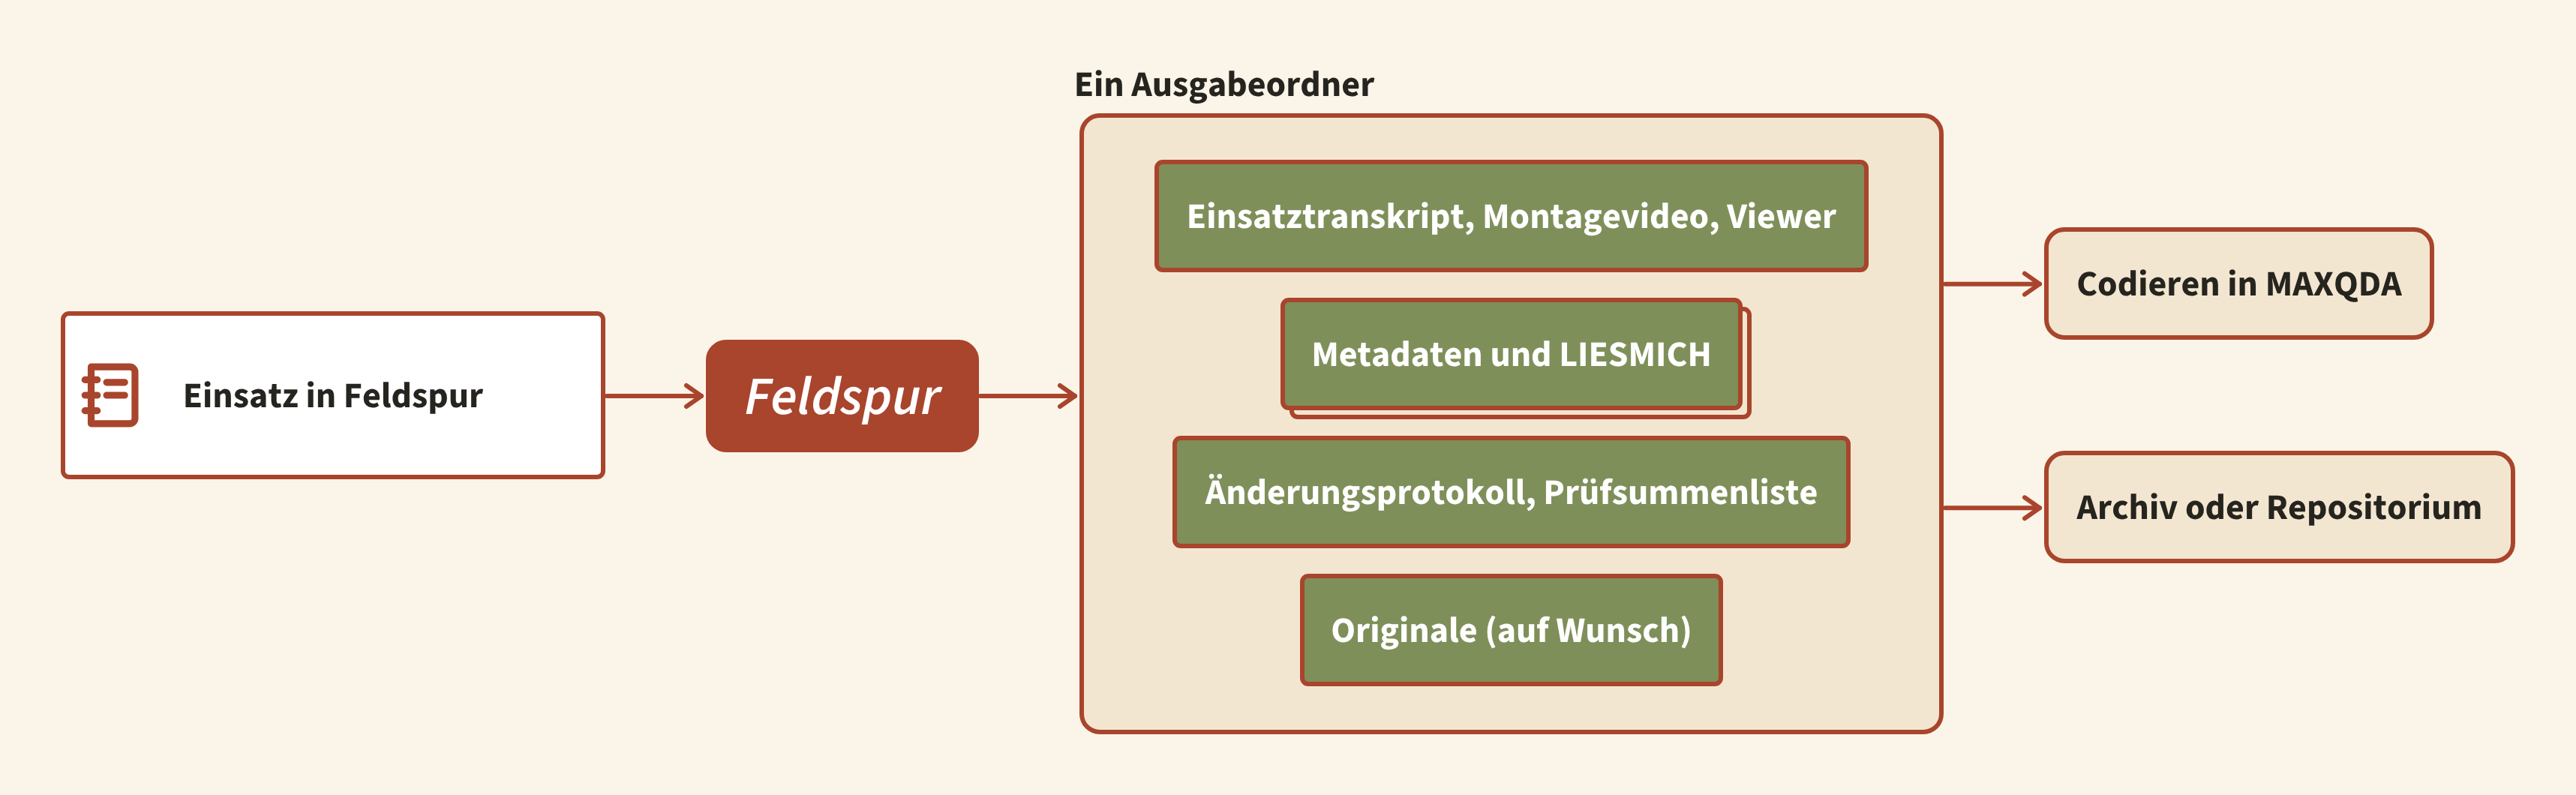 Ein Ausgabeordner
Einsatz in Feldspur
Feldspur
Einsatztranskript, Montagevideo, Viewer
Metadaten und LIESMICH
Änderungsprotokoll, Prüfsummenliste
Originale (auf Wunsch)
Codieren in MAXQDA
Archiv oder Repositorium